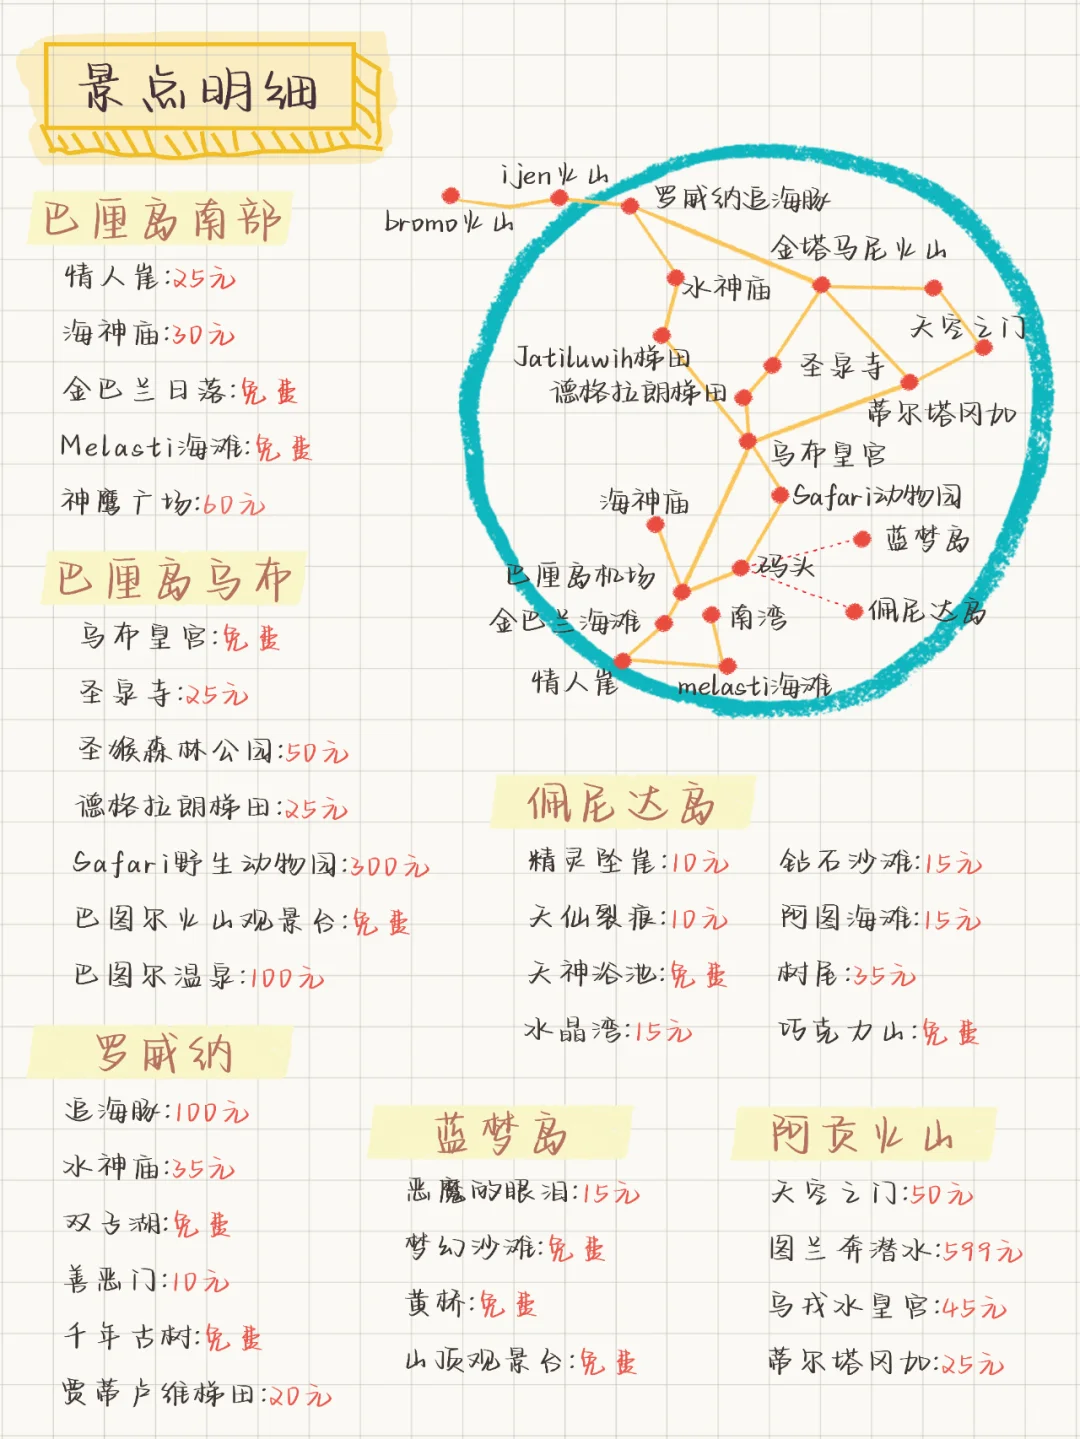 景点明细
巴厘岛南部
情人崖:25元
海神庙:30元
金巴兰日落:免费
Melasti海滩:免费
神鹰广场:60元
巴厘岛乌布
乌布皇宫:免费
圣泉寺:25元
圣猴森林公园:50元
德格拉朗梯田:25元
Safari野生动物园:300元
巴图尔火山观景台:免费
巴图尔温泉:100元
罗威纳
追海豚:100元
水神庙:35元
双子湖:免费
善恶门:10元
千年古树:免费
贾蒂卢维梯田:20元
ijen火山
bromo火山
罗威纳追海豚
金塔马尼火山
水神庙
天空之门
Jatiluwih梯田
圣泉寺
德格拉朗梯田
蒂尔塔冈加
乌布皇宫
海神庙
Safari动物园
蓝梦岛
巴厘岛机场
码头
金巴兰海滩
南湾
佩尼达岛
情人崖
melasti海滩
佩尼达岛
精灵坠崖:10元
钻石沙滩:15元
天仙裂痕:10元
阿图海滩:15元
天神浴池:免费
树屋:35元
水晶湾:15元
巧克力山:免费
蓝梦岛
恶魔的眼泪:15元
梦幻沙滩:免费
黄桥:免费
山顶观景台:免费
阿贡火山
天空之门:50元
图兰奔潜水:599元
乌戎水皇宫:45元
蒂尔塔冈加:25元